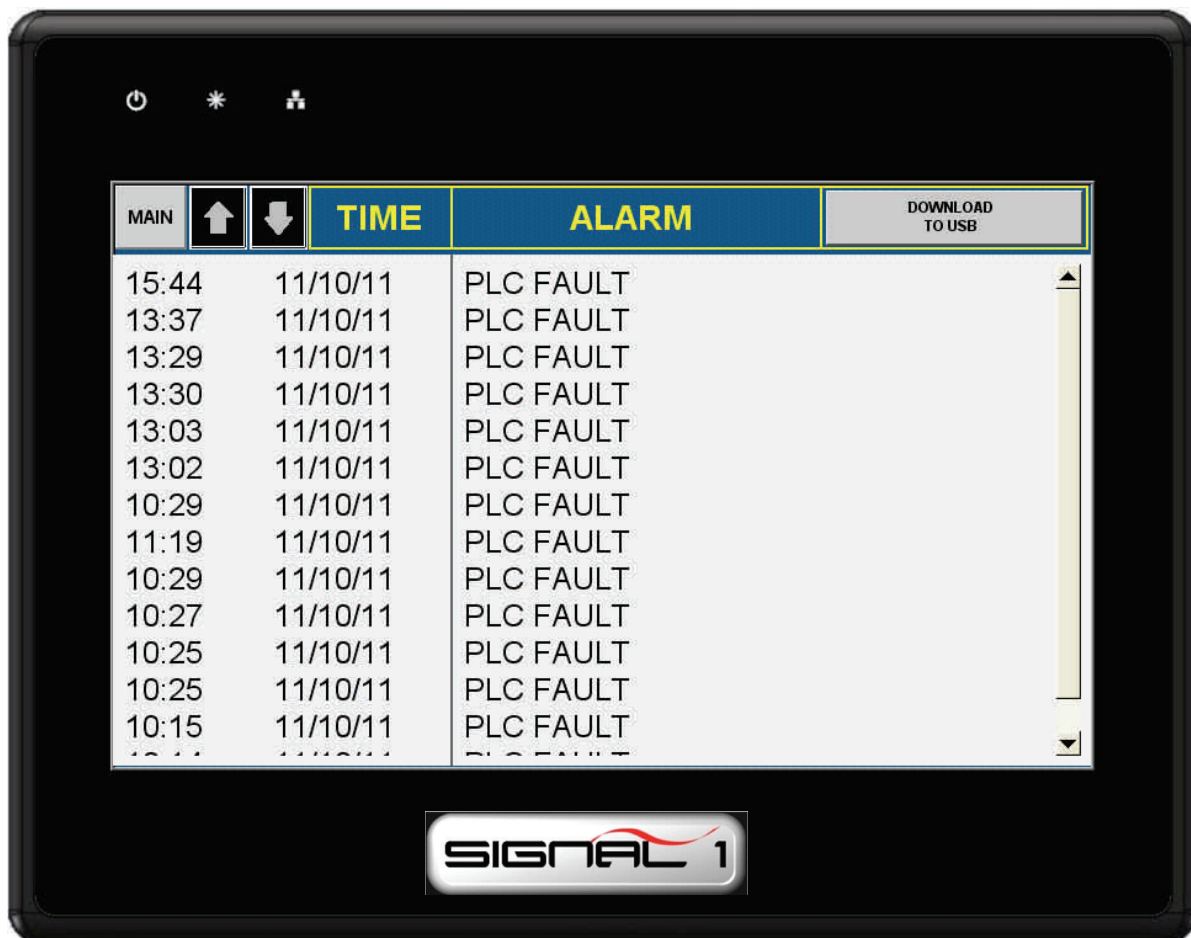 MAIN TIME ALARM DOWNLOAD
TO USB
15:44 11/10/11 PLC FAULT
13:37 11/10/11 PLC FAULT
13:29 11/10/11 PLC FAULT
13:30 11/10/11 PLC FAULT
13:03 11/10/11 PLC FAULT
13:02 11/10/11 PLC FAULT
10:29 11/10/11 PLC FAULT
11:19 11/10/11 PLC FAULT
10:29 11/10/11 PLC FAULT
10:27 11/10/11 PLC FAULT
10:25 11/10/11 PLC FAULT
10:25 11/10/11 PLC FAULT
10:15 11/10/11 PLC FAULT
SIGNAL 1